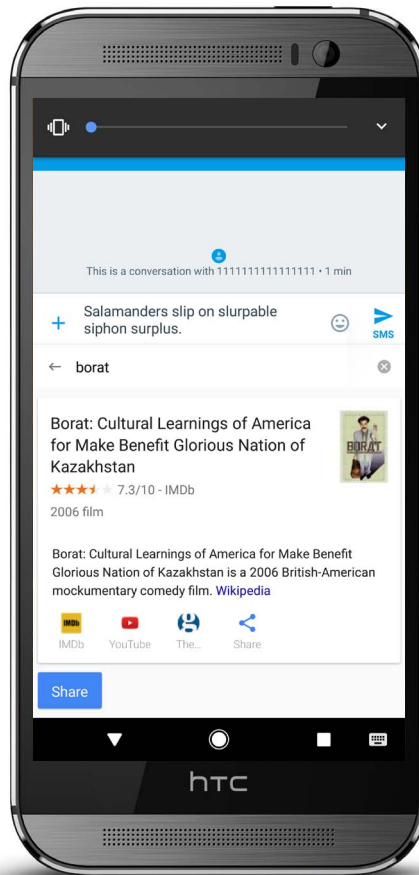 This is a conversation with 1111111111111111 • 1 min
Salamanders slip on slurpable
siphon surplus.
SMS
borat
Borat: Cultural Learnings of America
for Make Benefit Glorious Nation of
Kazakhstan
BORAT
7.3/10 - IMDb
2006 film
Borat: Cultural Learnings of America for Make Benefit
Glorious Nation of Kazakhstan is a 2006 British-American
mockumentary comedy film. Wikipedia
IMDb
IMDb YouTube The... Share
Share
hTC